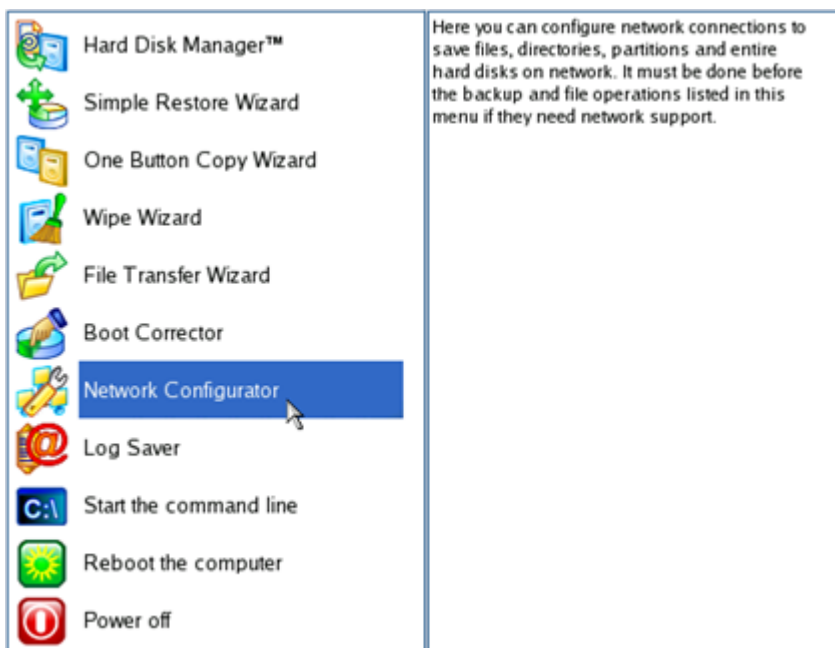 Hard Disk Manager™
Simple Restore Wizard
One Button Copy Wizard
Wipe Wizard
File Transfer Wizard
Boot Corrector
Network Configurator
Log Saver
C:\ Start the command line
Reboot the computer
Power off
Here you can configure network connections to
save files, directories, partitions and entire
hard disks on network. It must be done before
the backup and file operations listed in this
menu if they need network support.